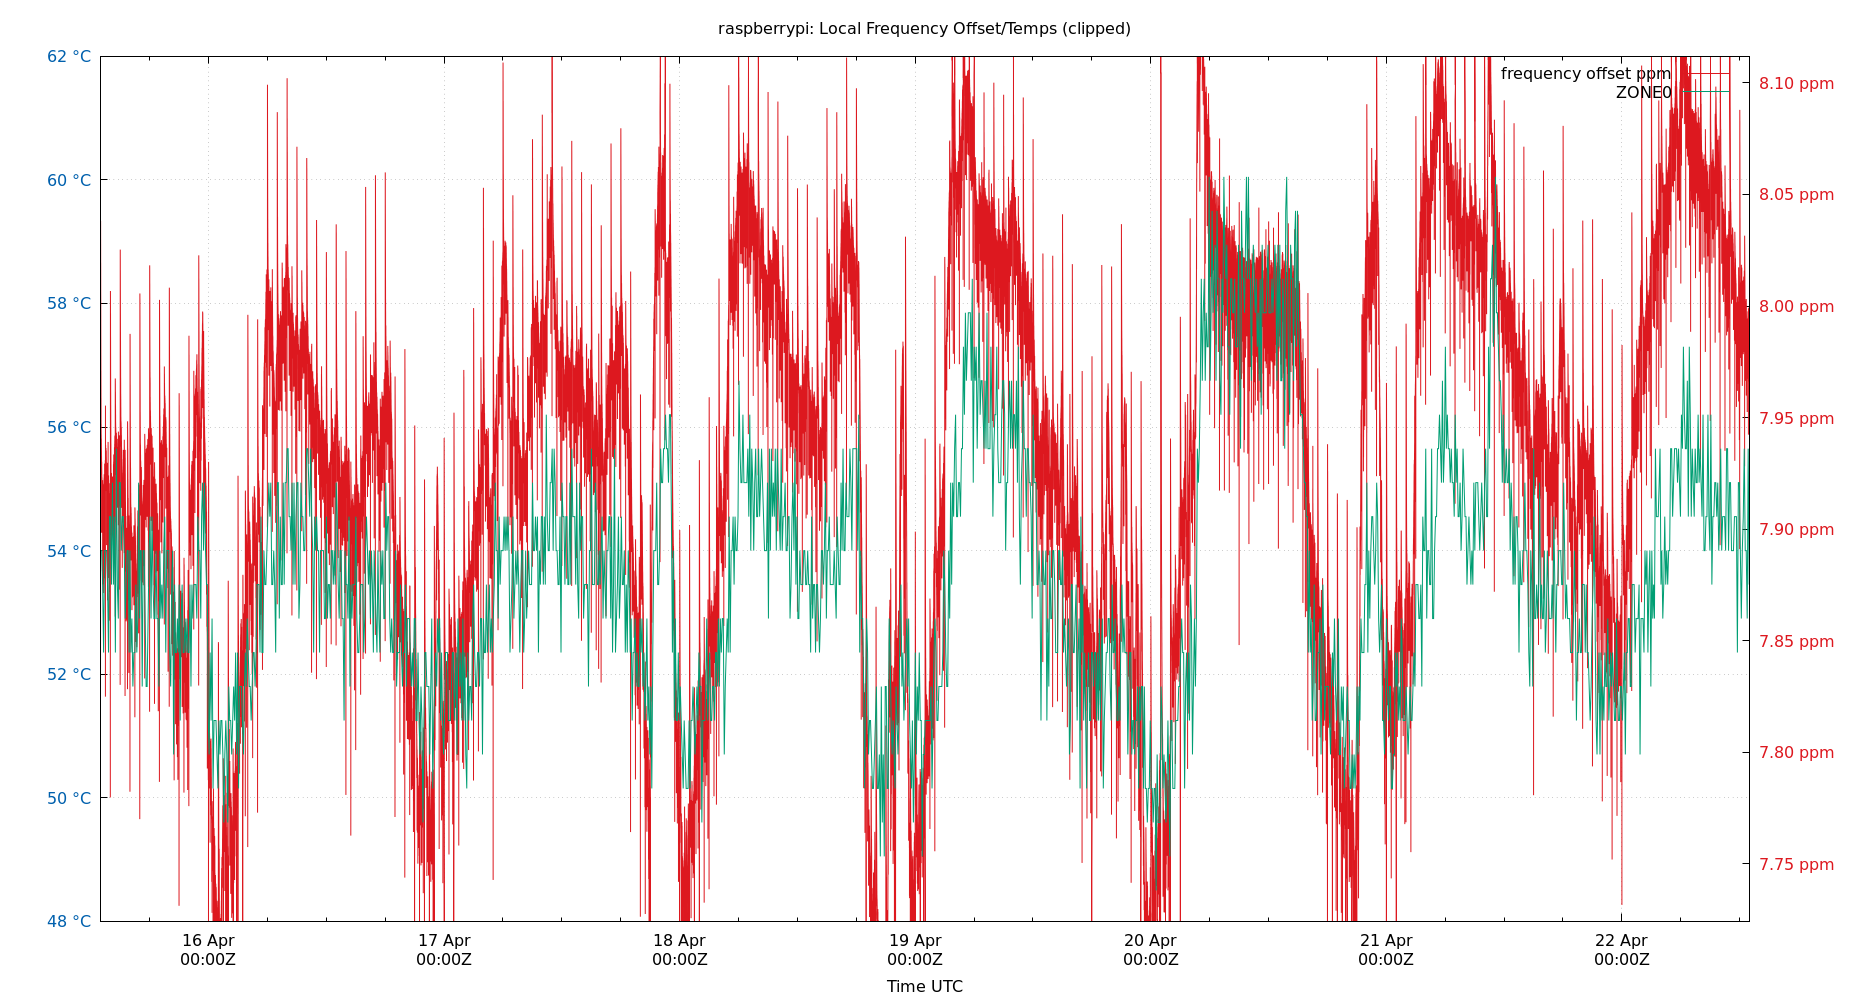 raspberrypi: Local Frequency Offset/Temps (clipped)
62 °C
60 °C
58 °C
56 °C
54 °C
52 °C
50 °C
48 °C
frequency offset ppm
ZONE0
8.10 ppm
8.05 ppm
8.00 ppm
7.95 ppm
7.90 ppm
7.85 ppm
7.80 ppm
7.75 ppm
16 Apr 17 Apr 18 Apr 19 Apr 20 Apr 21 Apr 22 Apr
00:00Z 00:00Z 00:00Z 00:00Z 00:00Z 00:00Z 00:00Z
Time UTC